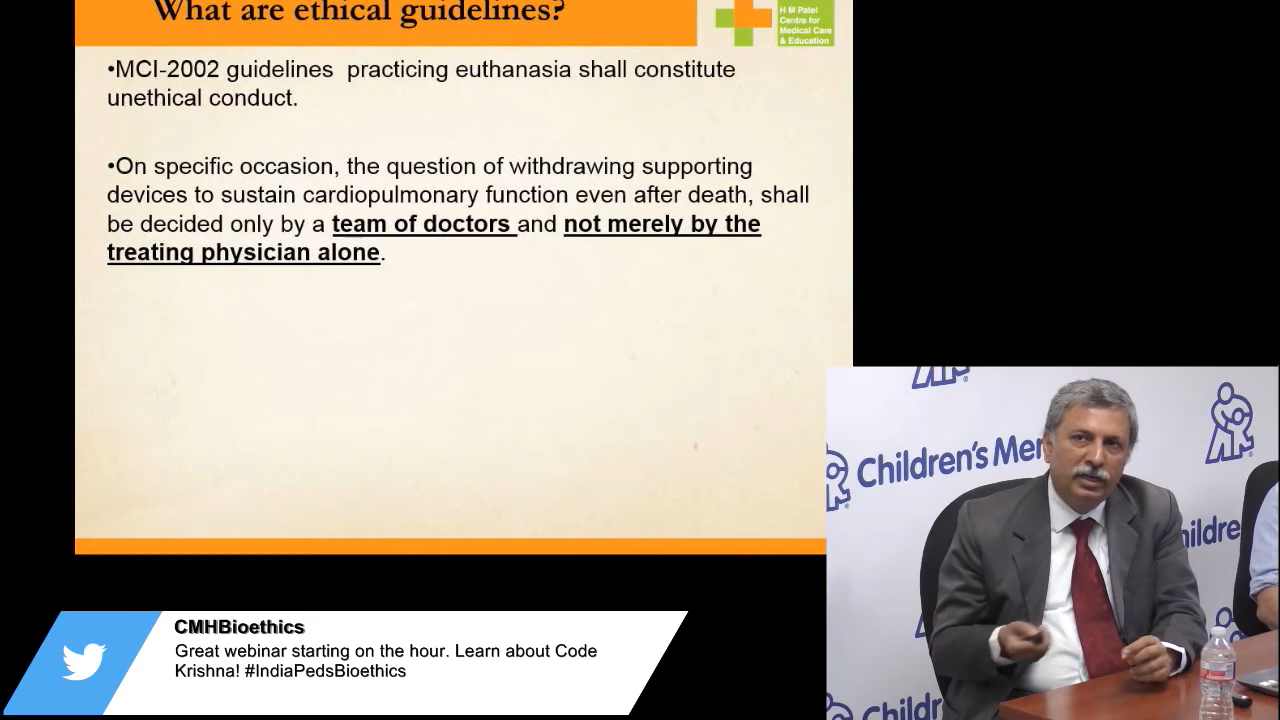 What are ethical guidelines?
H M Patel
Centre for
Medical Care
& Education
•MCI-2002 guidelines practicing euthanasia shall constitute
unethical conduct.
•On specific occasion, the question of withdrawing supporting
devices to sustain cardiopulmonary function even after death, shall
be decided only by a team of doctors and not merely by the
treating physician alone.
Children's Mer
hildre
Children
Childr
CMHBioethics
Great webinar starting on the hour. Learn about Code
Krishna! #IndiaPedsBioethics